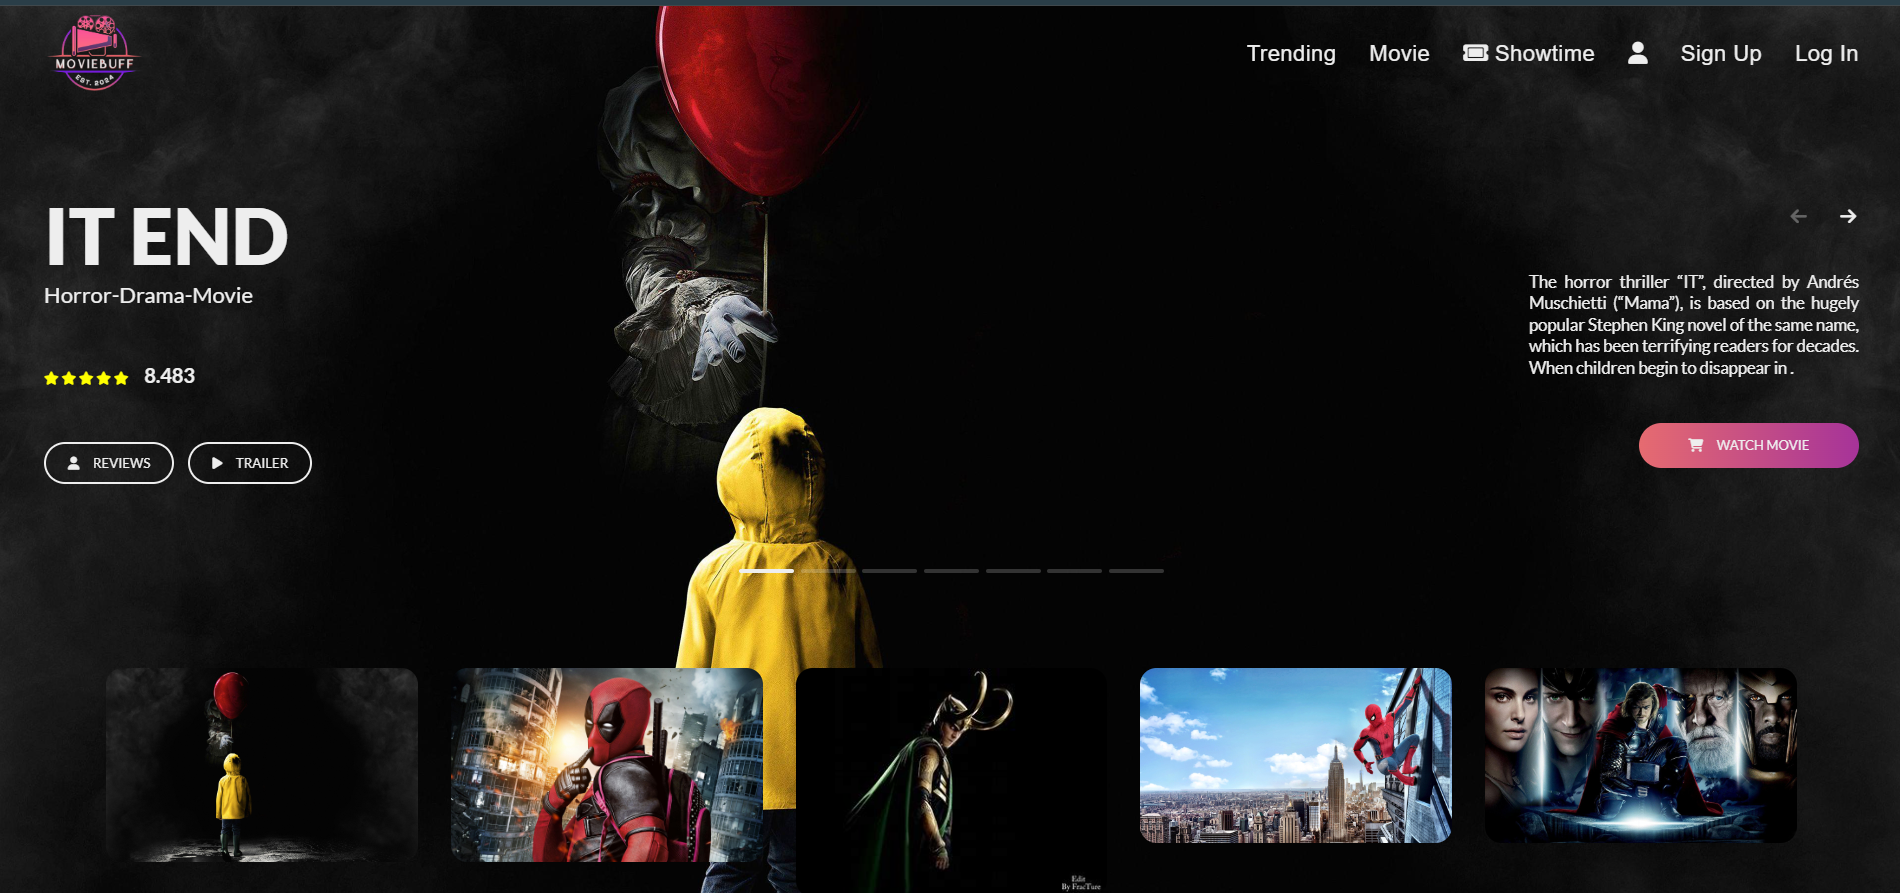 MOVIEBUFF
EST. 2024
Trending Movie Showtime Sign Up Log In
IT END
Horror-Drama-Movie
8.483
REVIEWS TRAILER
The horror thriller “IT”, directed by Andrés
Muschietti (“Mama”), is based on the hugely
popular Stephen King novel of the same name,
which has been terrifying readers for decades.
When children begin to disappear in .
WATCH MOVIE
Edit
By FracTure